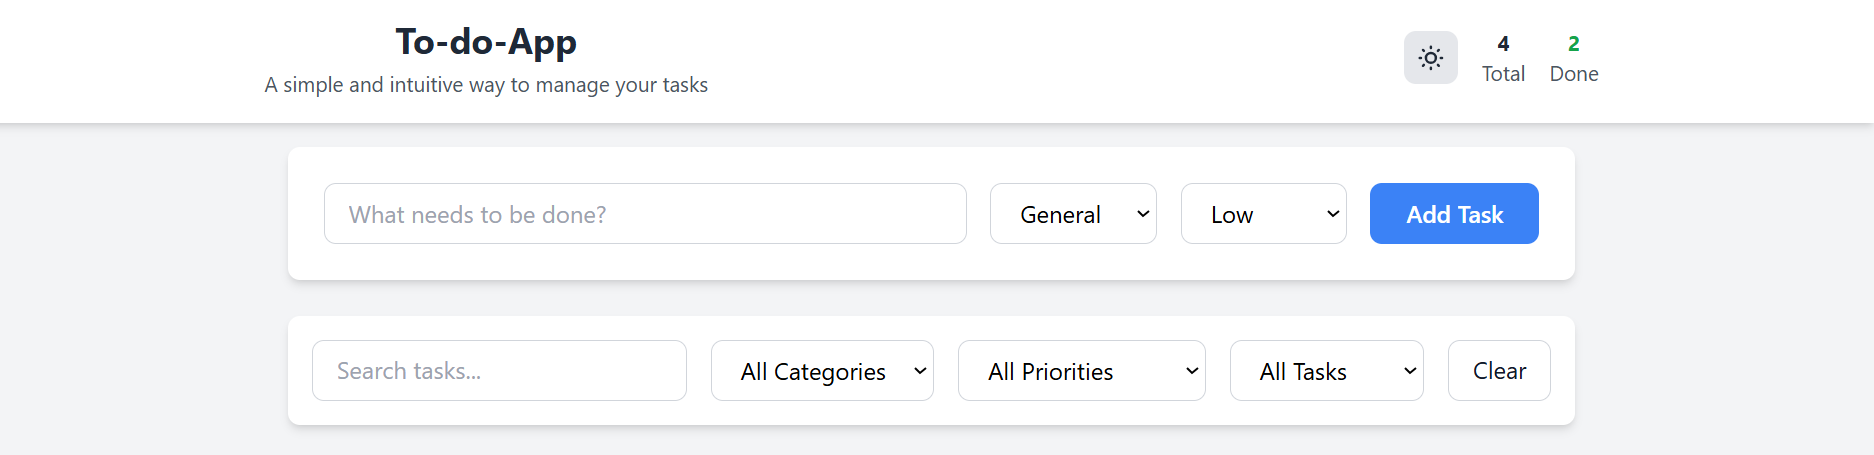 To-do-App
A simple and intuitive way to manage your tasks
4
Total
2
Done
What needs to be done?
General
Low
Add Task
Search tasks...
All Categories
All Priorities
All Tasks
Clear